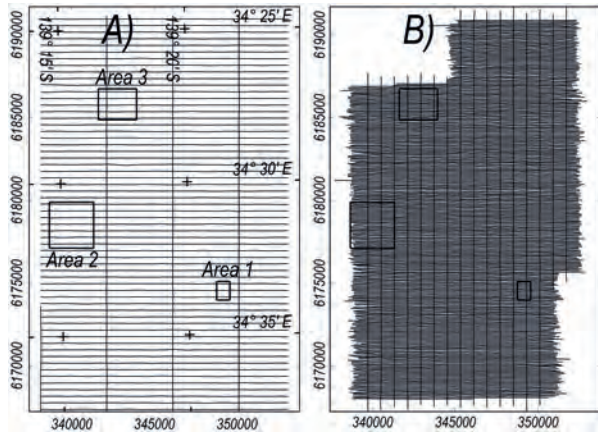 A)
B)
34° 25' E
139° 15' S
139° 20' S
Area 3
34° 30' E
Area 2
Area 1
34° 35' E
6190000
6185000
6180000
6175000
6170000
340000 345000 350000
6190000
6185000
6180000
6175000
6170000
340000 345000 350000